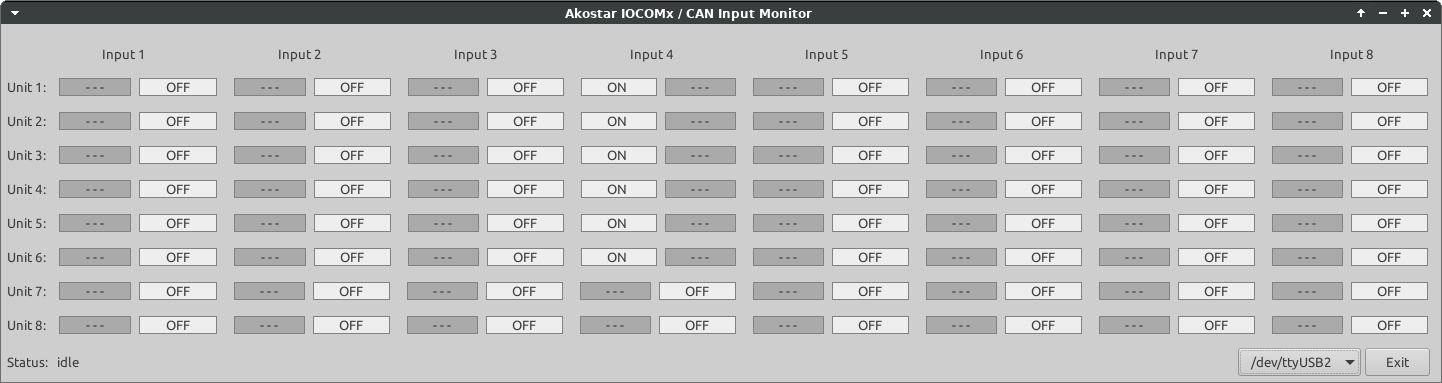 Akostar IOCOMx / CAN Input Monitor
Input 1 Input 2 Input 3 Input 4 Input 5 Input 6 Input 7 Input 8
Unit 1: --- OFF --- OFF --- OFF ON --- --- OFF --- OFF --- OFF --- OFF
Unit 2: --- OFF --- OFF --- OFF ON --- --- OFF --- OFF --- OFF --- OFF
Unit 3: --- OFF --- OFF --- OFF ON --- --- OFF --- OFF --- OFF --- OFF
Unit 4: --- OFF --- OFF --- OFF ON --- --- OFF --- OFF --- OFF --- OFF
Unit 5: --- OFF --- OFF --- OFF ON --- --- OFF --- OFF --- OFF --- OFF
Unit 6: --- OFF --- OFF --- OFF ON --- --- OFF --- OFF --- OFF --- OFF
Unit 7: --- OFF --- OFF --- OFF --- OFF --- OFF --- OFF --- OFF --- OFF
Unit 8: --- OFF --- OFF --- OFF --- OFF --- OFF --- OFF --- OFF --- OFF
Status: idle /dev/ttyUSB2 Exit